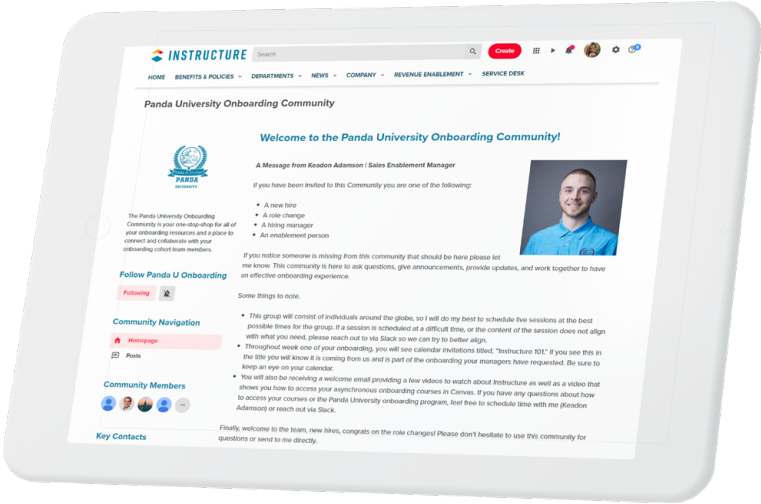 INSTRUCTURE
Search
Create
HOME BENEFITS & POLICIES DEPARTMENTS NEWS COMPANY REVENUE ENABLEMENT SERVICE DESK
Panda University Onboarding Community
Welcome to the Panda University Onboarding Community!
A Message from Keadon Adamson | Sales Enablement Manager
If you have been invited to this Community you are one of the following:
A new hire
A role change
A hiring manager
An enablement person
If you notice someone is missing from this community that should be here please let
me know. This community is here to ask questions, give announcements, provide updates, and work together to have
an effective onboarding experience.
Some things to note.
This group will consist of individuals around the globe, so I will do my best to schedule live sessions at the best
possible times for the group. If a session is scheduled at a difficult time, or the content of the session does not align
with what you need, please reach out to via Slack so we can try to better align.
Throughout week one of your onboarding, you will see calendar invitations titled, "Instructure 101." If you see this in
the title you will know it is coming from us and is part of the onboarding your managers have requested. Be sure to
keep an eye on your calendar.
You will also be receiving a welcome email providing a few videos to watch about Instructure as well as a video that
shows you how to access your asynchronous onboarding courses in Canvas. If you have any questions about how
to access your courses or the Panda University onboarding program, feel free to schedule time with me (Keadon
Adamson) or reach out via Slack.
Finally, welcome to the team, new hires, congrats on the role changes! Please don't hesitate to use this community for
questions or send to me directly.
PANDA
UNIVERSITY
The Panda University Onboarding
Community is your one-stop-shop for all of
your onboarding resources and a place to
connect and collaborate with your
onboarding cohort team members.
Follow Panda U Onboarding
Following
Community Navigation
Homepage
Posts
Community Members
Key Contacts